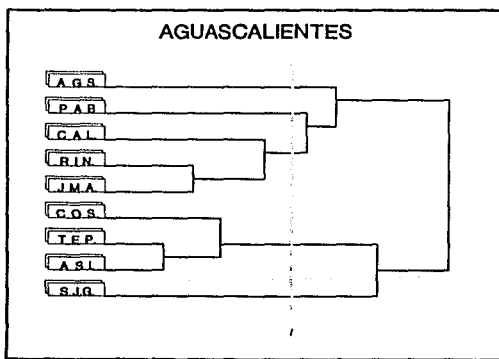 AGUASCALIENTES
A.G.S.
P.A.B.
C.A.L.
R.I.N.
J.M.A.
C.O.S.
T.E.P.
A.S.I.
S.J.G.